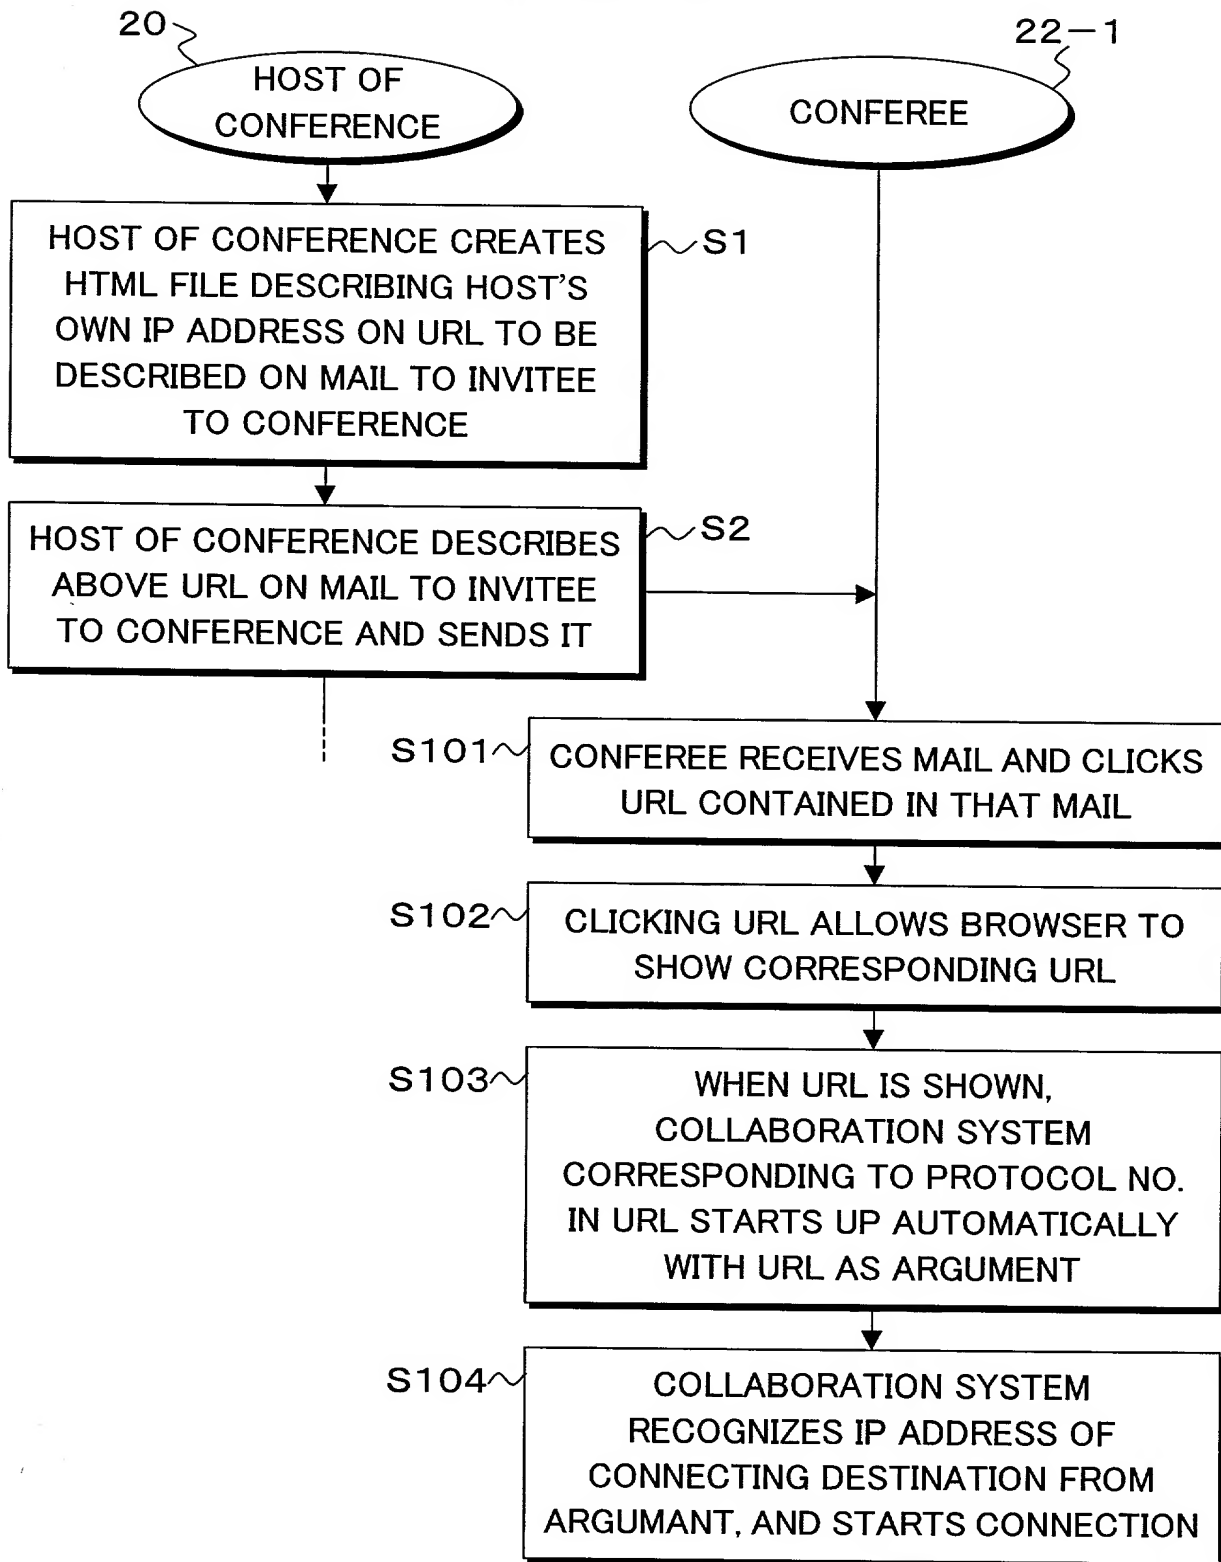 20
HOST OF
CONFERENCE
22-1
CONFEREE
HOST OF CONFERENCE CREATES
HTML FILE DESCRIBING HOST'S
OWN IP ADDRESS ON URL TO BE
DESCRIBED ON MAIL TO INVITEE
TO CONFERENCE
S1
HOST OF CONFERENCE DESCRIBES
ABOVE URL ON MAIL TO INVITEE
TO CONFERENCE AND SENDS IT
S2
S101
CONFEREE RECEIVES MAIL AND CLICKS
URL CONTAINED IN THAT MAIL
S102
CLICKING URL ALLOWS BROWSER TO
SHOW CORRESPONDING URL
S103
WHEN URL IS SHOWN,
COLLABORATION SYSTEM
CORRESPONDING TO PROTOCOL NO.
IN URL STARTS UP AUTOMATICALLY
WITH URL AS ARGUMENT
S104
COLLABORATION SYSTEM
RECOGNIZES IP ADDRESS OF
CONNECTING DESTINATION FROM
ARGUMANT, AND STARTS CONNECTION